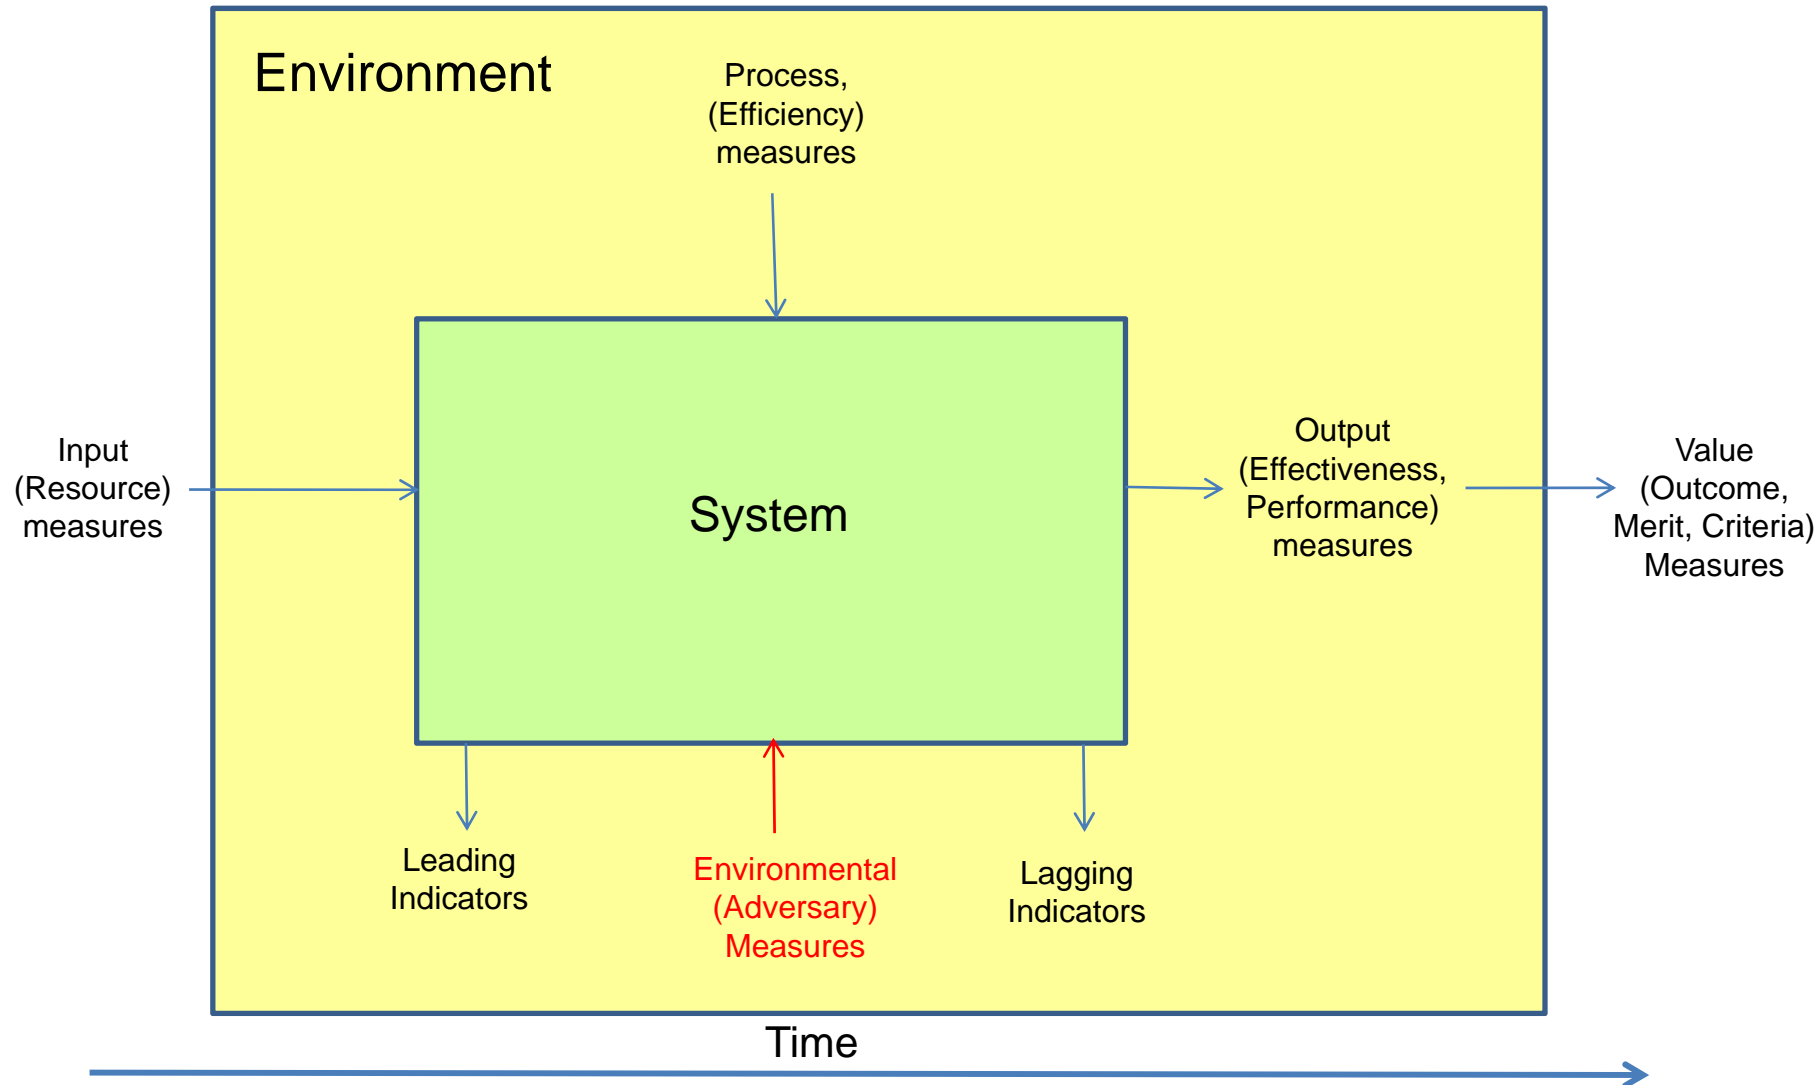 Environment
Process,
(Efficiency)
measures
Input
(Resource)
measures
System
Output
(Effectiveness,
Performance)
measures
Value
(Outcome,
Merit, Criteria)
Measures
Leading
Indicators
Environmental
(Adversary)
Measures
Lagging
Indicators
Time